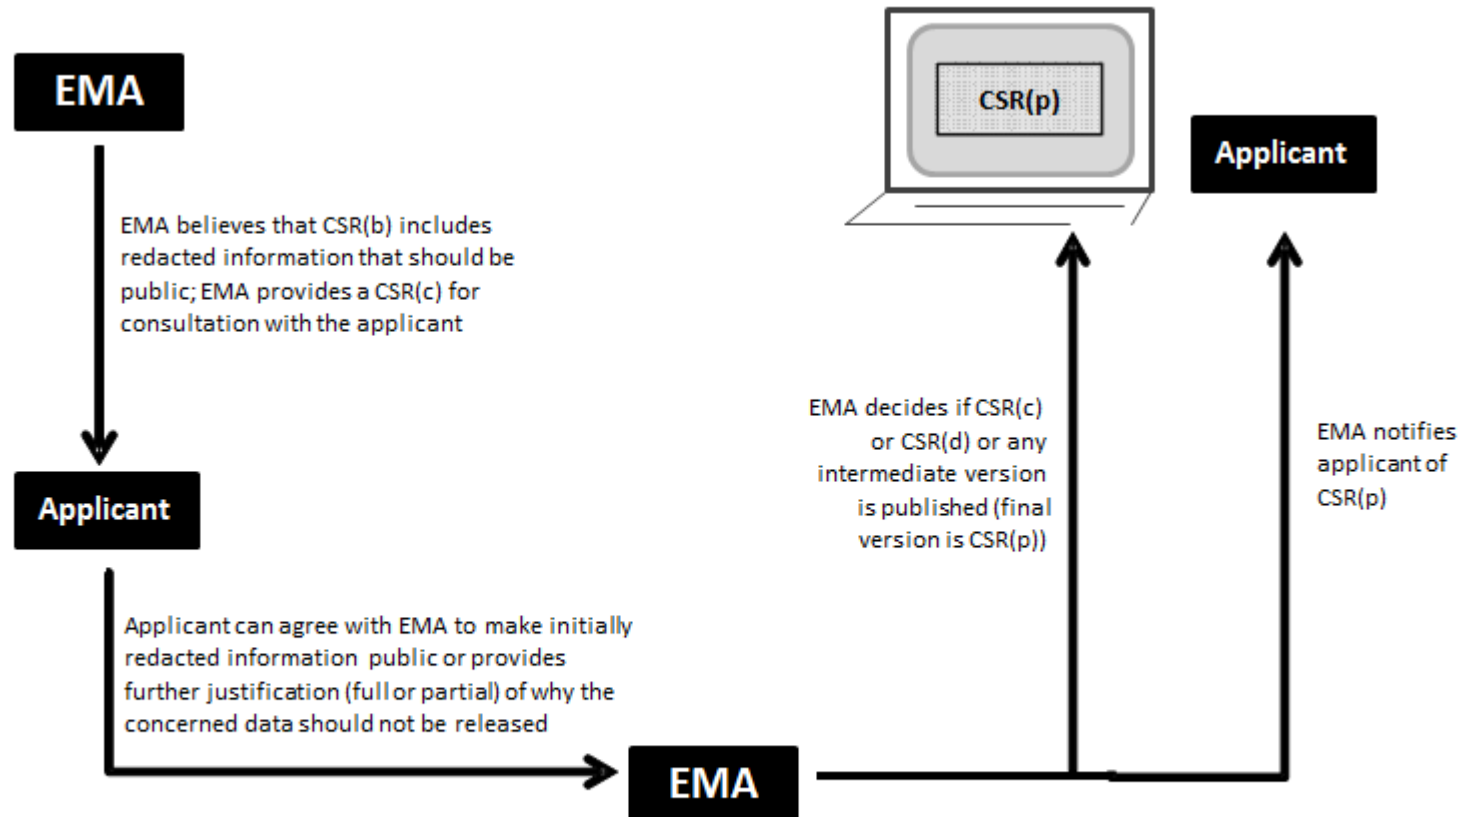 EMA
EMA believes that CSR(b) includes
redacted information that should be
public; EMA provides a CSR(c) for
consultation with the applicant
Applicant
Applicant can agree with EMA to make initially
redacted information public or provides
further justification (full or partial) of why the
concerned data should not be released
EMA
EMA decides if CSR(c)
or CSR(d) or any
intermediate version
is published (final
version is CSR(p))
CSR(p)
EMA notifies
applicant of
CSR(p)
Applicant